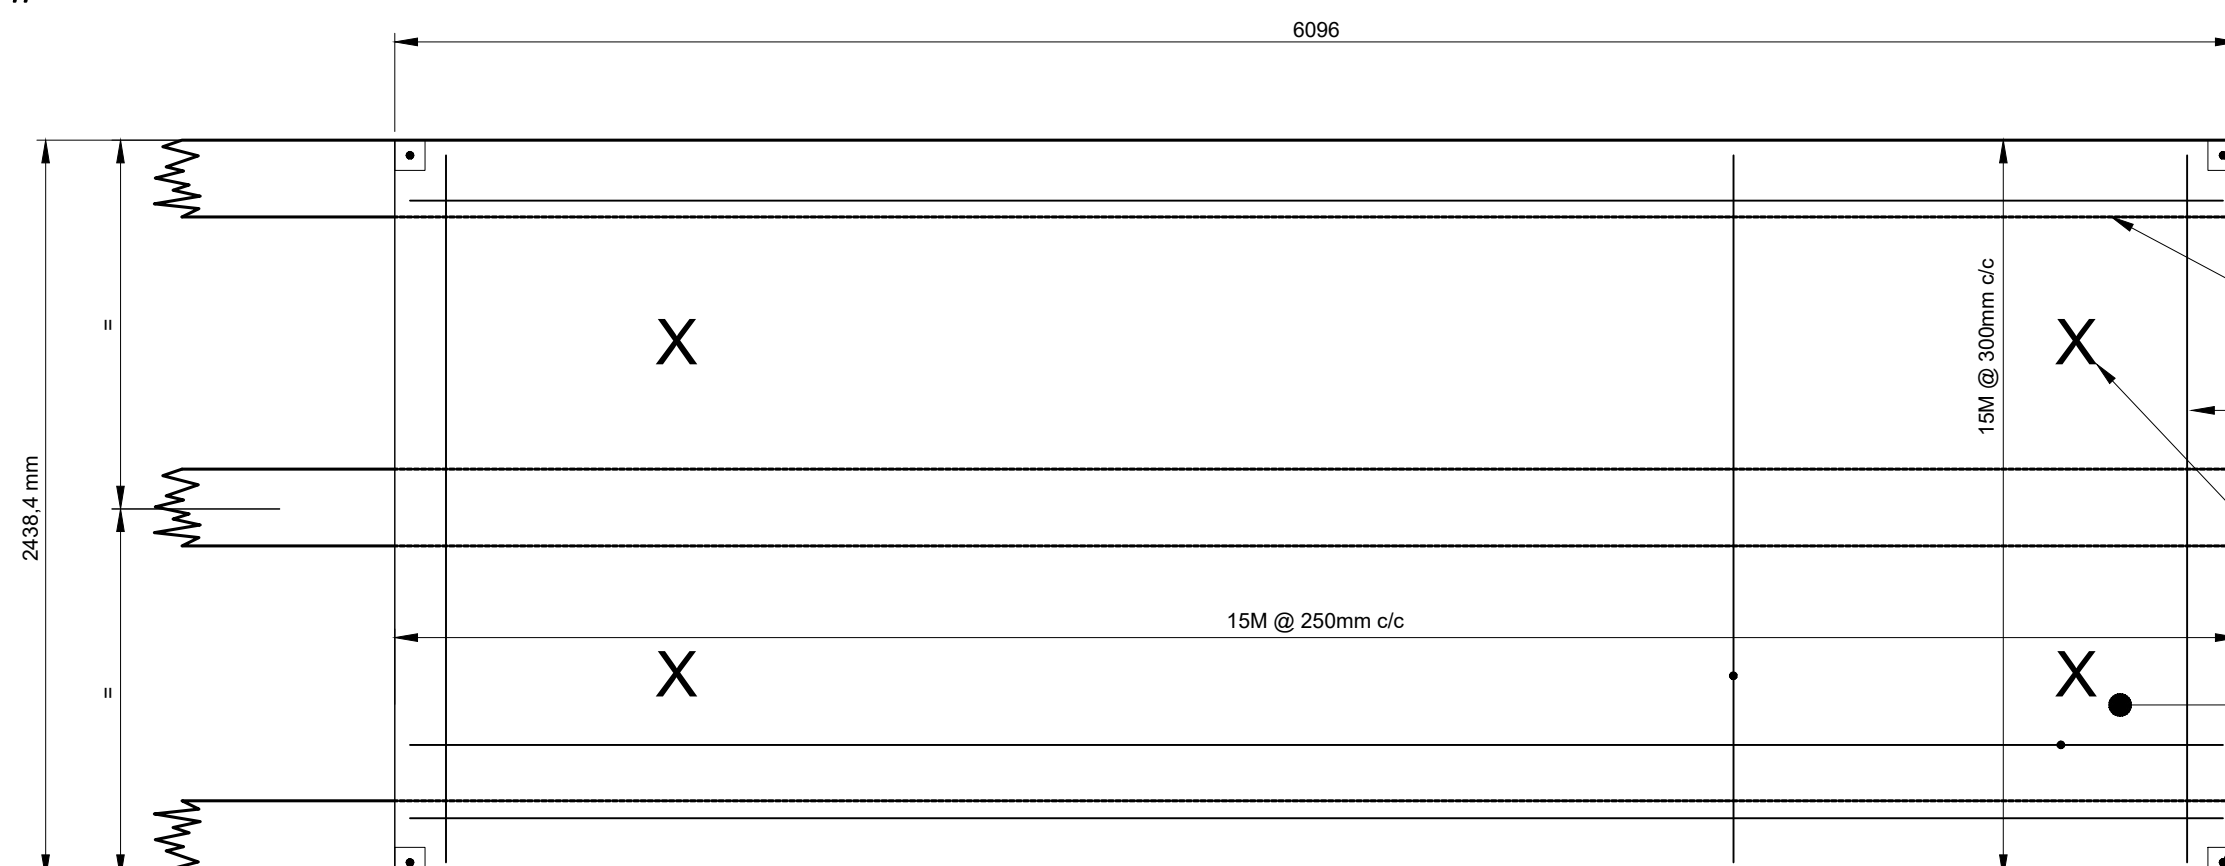 6096
15M @ 300mm c/c
=
X
X
2438,4 mm
15M @ 250mm c/c
=
X
X